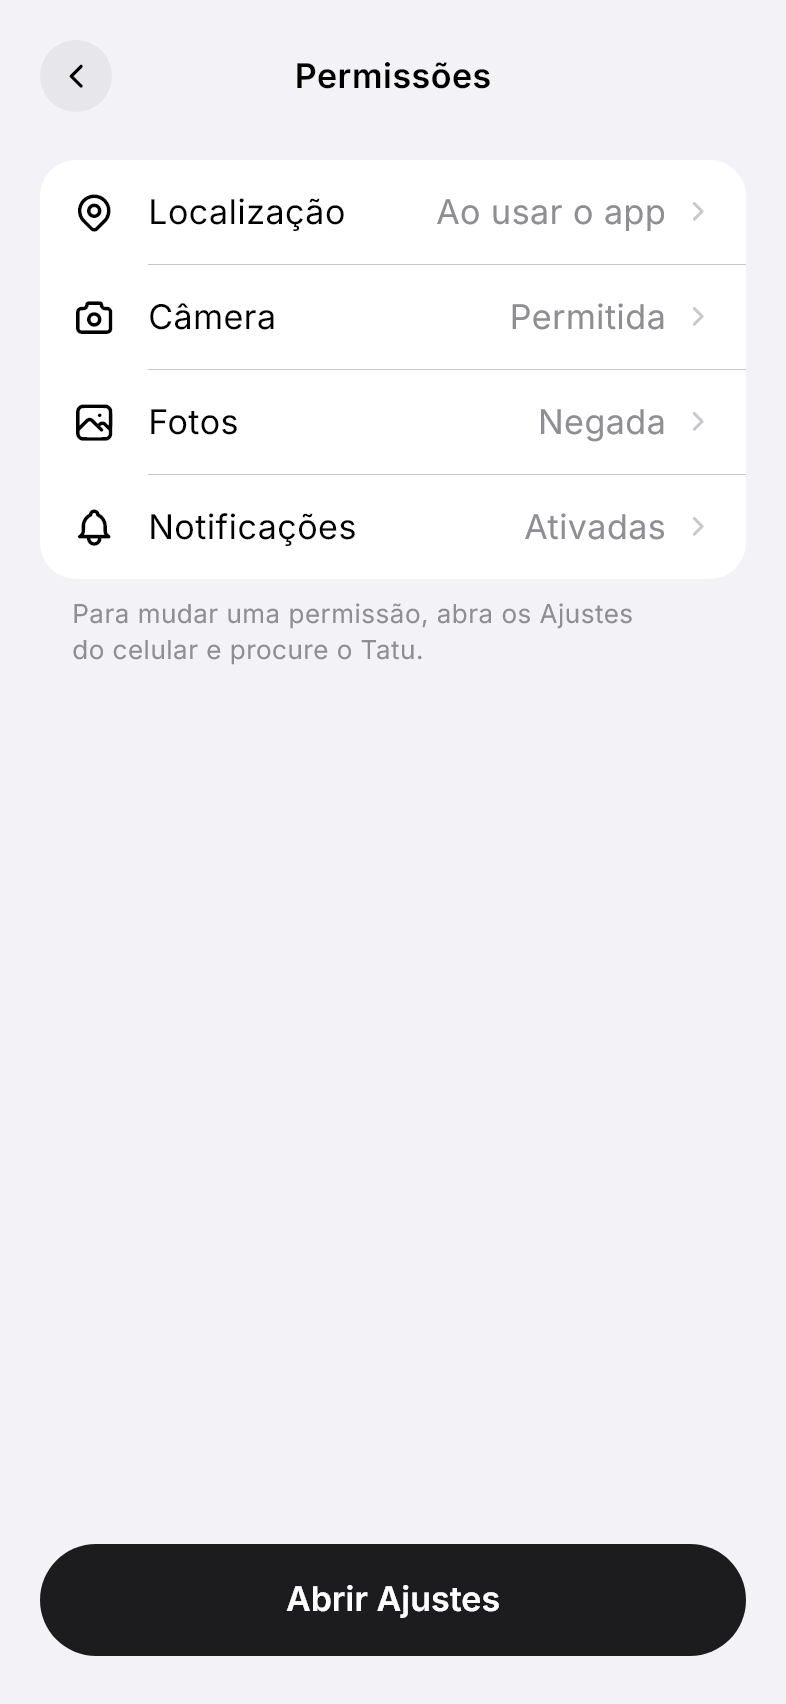 Permissões
Localização Ao usar o app
Câmera Permitida
Fotos Negada
Notificações Ativadas
Para mudar uma permissão, abra os Ajustes
do celular e procure o Tatu.
Abrir Ajustes